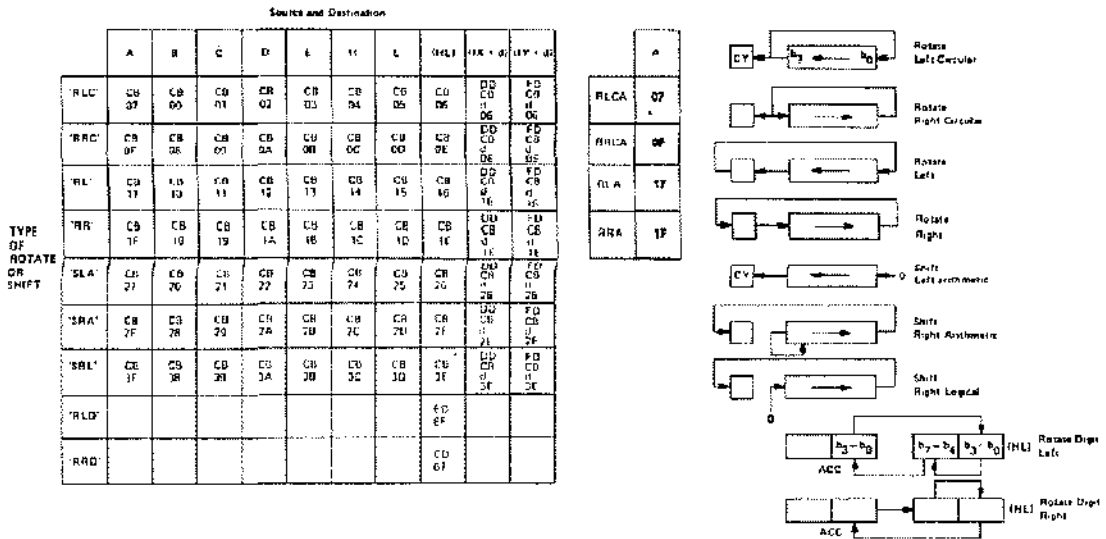 Source and Destination
A B C D E H L (HL) (IX + d) (IY + d)
A
TYPE
OF
ROTATE
OR
SHIFT
'RLC' CB 07 CB 00 CB 01 CB 02 CB 03 CB 04 CB 05 CB 06 DD CB d 06 FD CB d 06
'RRC' CB 0F CB 08 CB 09 CB 0A CB 0B CB 0C CB 0D CB 0E DD CB d 0E FD CB d 0E
'RL' CB 17 CB 10 CB 11 CB 12 CB 13 CB 14 CB 15 CB 16 DD CB d 16 FD CB d 16
'RR' CB 1F CB 18 CB 19 CB 1A CB 1B CB 1C CB 1D CB 1E DD CB d 1E FD CB d 1E
'SLA' CB 27 CB 20 CB 21 CB 22 CB 23 CB 24 CB 25 CB 26 DD CB d 26 FD CB d 26
'SRA' CB 2F CB 28 CB 29 CB 2A CB 2B CB 2C CB 2D CB 2E DD CB d 2E FD CB d 2E
'SRL' CB 3F CB 38 CB 39 CB 3A CB 3B CB 3C CB 3D CB 3E DD CB d 3E FD CB d 3E
'RLD' ED 6F
'RRD' ED 67
RLCA 07
RRCA 0F
RLA 17
RRA 1F
CY b7 b0 Rotate
Left Circular
Rotate
Right Circular
Rotate
Left
Rotate
Right
CY 0 Shift
Left Arithmetic
Shift
Right Arithmetic
Shift
Right Logical
0
b3-b0 b7-b4 b3-b0 (HL) Rotate Digit
Left
ACC
(HL) Rotate Digit
Right
ACC